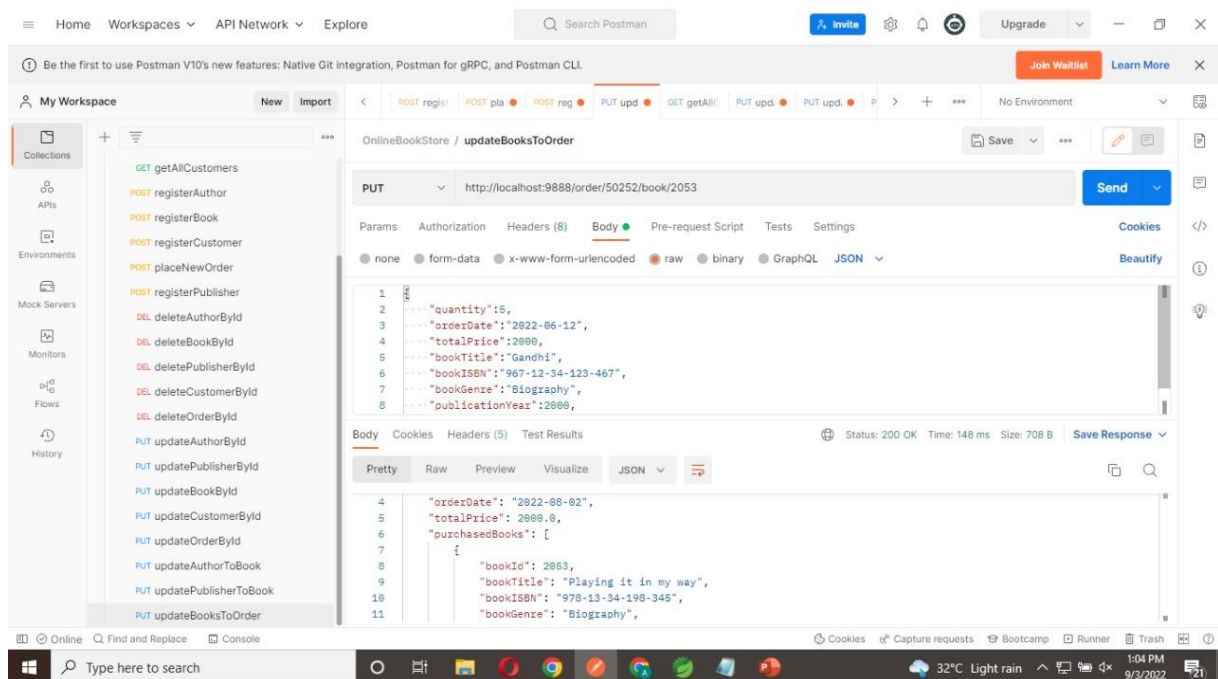 Home Workspaces API Network Explore Search Postman Invite Upgrade
Be the first to use Postman V10's new features: Native Git integration, Postman for gRPC, and Postman CLI. Join Waitlist Learn More
My Workspace New Import POST regis POST pla POST reg PUT upd GET getAllC PUT upd. PUT upd. P No Environment
Collections
APIs
Environments
Mock Servers
Monitors
Flows
History
GET getAllCustomers
POST registerAuthor
POST registerBook
POST registerCustomer
POST placeNewOrder
POST registerPublisher
DEL deleteAuthorById
DEL deleteBookById
DEL deletePublisherById
DEL deleteCustomerById
DEL deleteOrderById
PUT updateAuthorById
PUT updatePublisherById
PUT updateBookById
PUT updateCustomerById
PUT updateOrderById
PUT updateAuthorToBook
PUT updatePublisherToBook
PUT updateBooksToOrder
OnlineBookStore / updateBooksToOrder Save
PUT http://localhost:9888/order/50252/book/2053 Send
Params Authorization Headers (8) Body Pre-request Script Tests Settings Cookies
none form-data x-www-form-urlencoded raw binary GraphQL JSON Beautify
1 {
2 "quantity":5,
3 "orderDate":"2022-06-12",
4 "totalPrice":2000,
5 "bookTitle":"Gandhi",
6 "bookISBN":"967-12-34-123-467",
7 "bookGenre":"Biography",
8 "publicationYear":2000,
Body Cookies Headers (5) Test Results Status: 200 OK Time: 148 ms Size: 708 B Save Response
Pretty Raw Preview Visualize JSON
4 "orderDate": "2022-08-02",
5 "totalPrice": 2000.0,
6 "purchasedBooks": [
7 {
8 "bookId": 2053,
9 "bookTitle": "Playing it in my way",
10 "bookISBN": "978-13-34-198-345",
11 "bookGenre": "Biography",
Online Find and Replace Console Cookies Capture requests Bootcamp Runner Trash
Type here to search 32°C Light rain 1:04 PM
9/3/2022 21